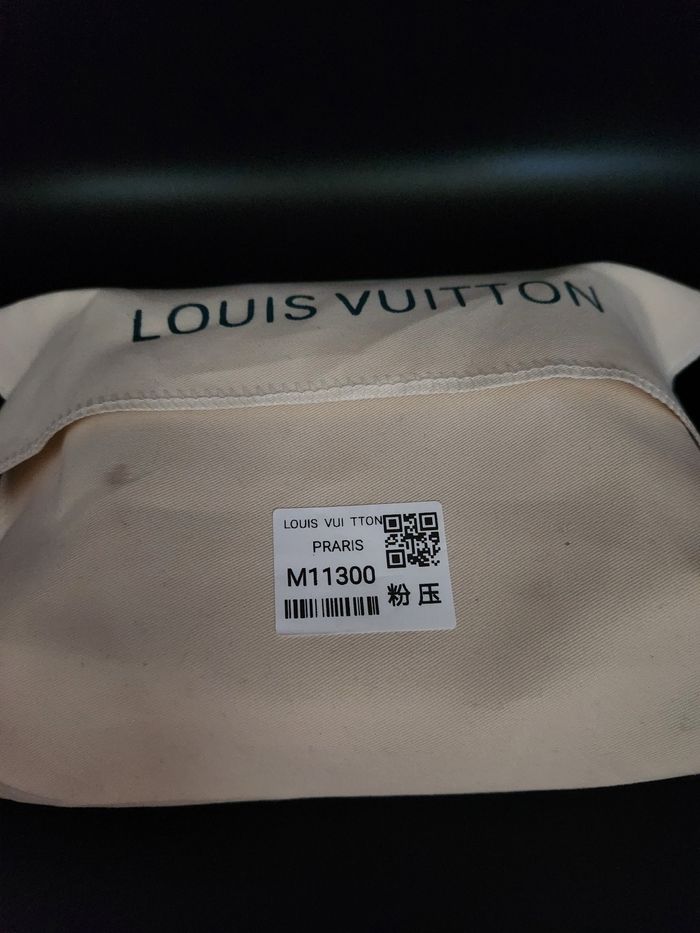 LOUIS VUITTON
LOUIS VUI TTON
PRARIS
M11300
粉压